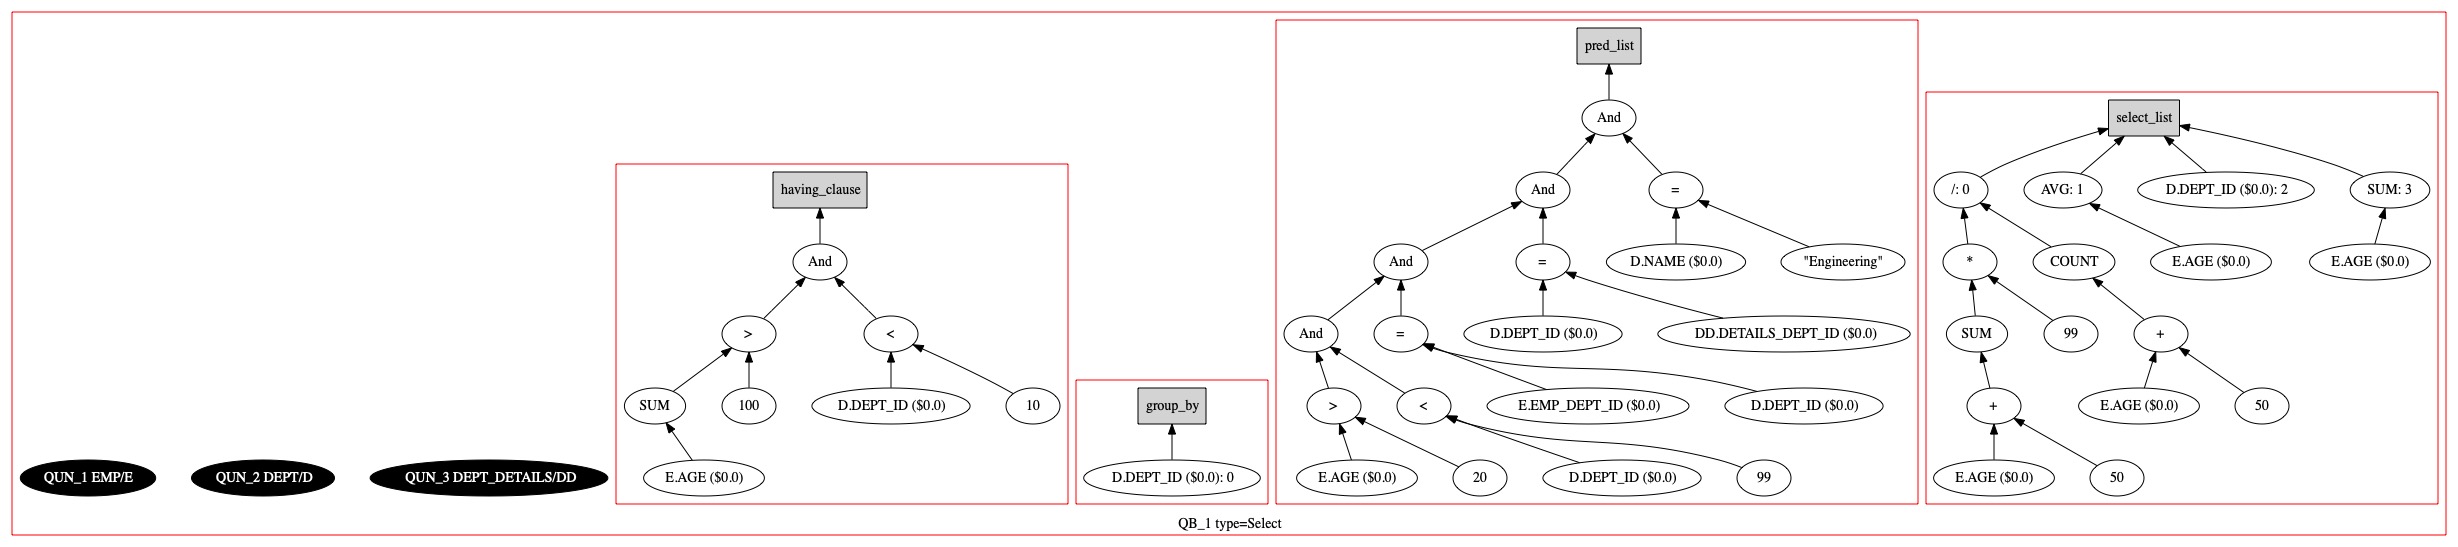 QUN_1 EMP/E
QUN_2 DEPT/D
QUN_3 DEPT_DETAILS/DD
having_clause
And
>
<
SUM
100
D.DEPT_ID ($0.0)
10
E.AGE ($0.0)
group_by
D.DEPT_ID ($0.0): 0
pred_list
And
And
=
And
=
D.NAME ($0.0)
"Engineering"
And
=
D.DEPT_ID ($0.0)
DD.DETAILS_DEPT_ID ($0.0)
>
<
E.EMP_DEPT_ID ($0.0)
D.DEPT_ID ($0.0)
E.AGE ($0.0)
20
D.DEPT_ID ($0.0)
99
select_list
/: 0
AVG: 1
D.DEPT_ID ($0.0): 2
SUM: 3
*
COUNT
E.AGE ($0.0)
E.AGE ($0.0)
SUM
99
+
+
E.AGE ($0.0)
50
E.AGE ($0.0)
50
QB_1 type=Select